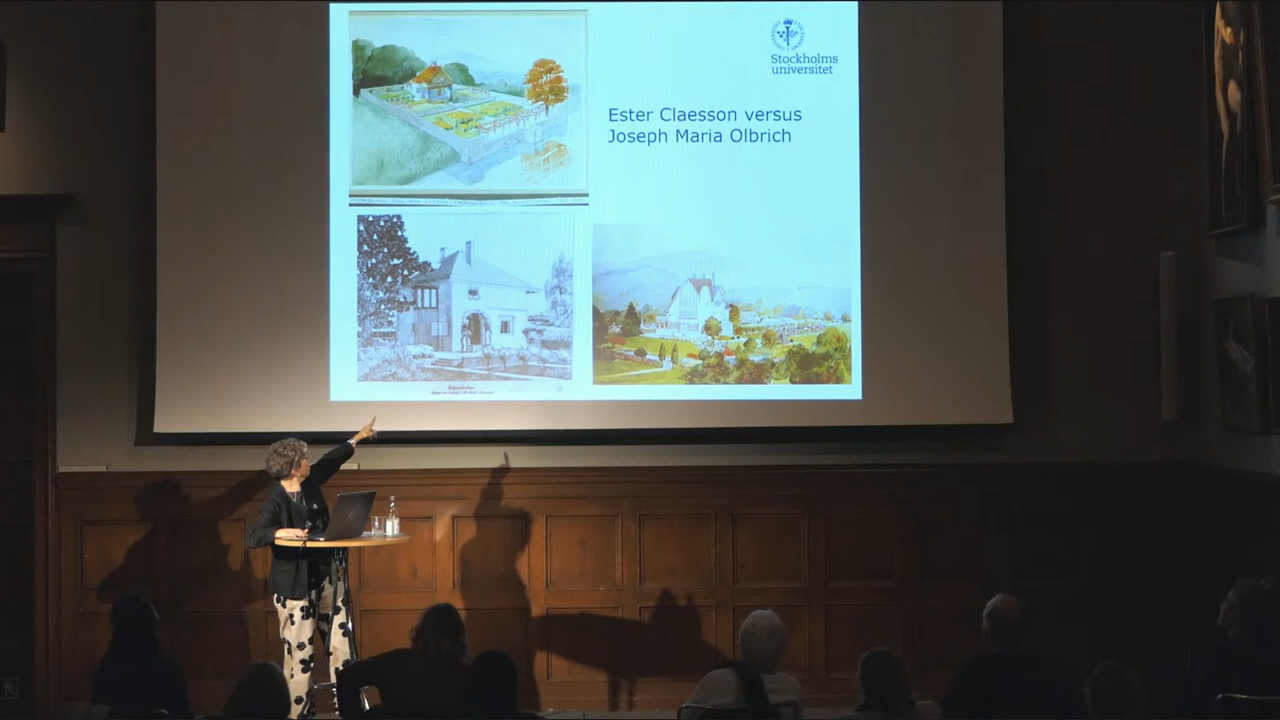 Stockholms
universitet
Ester Claesson versus
Joseph Maria Olbrich